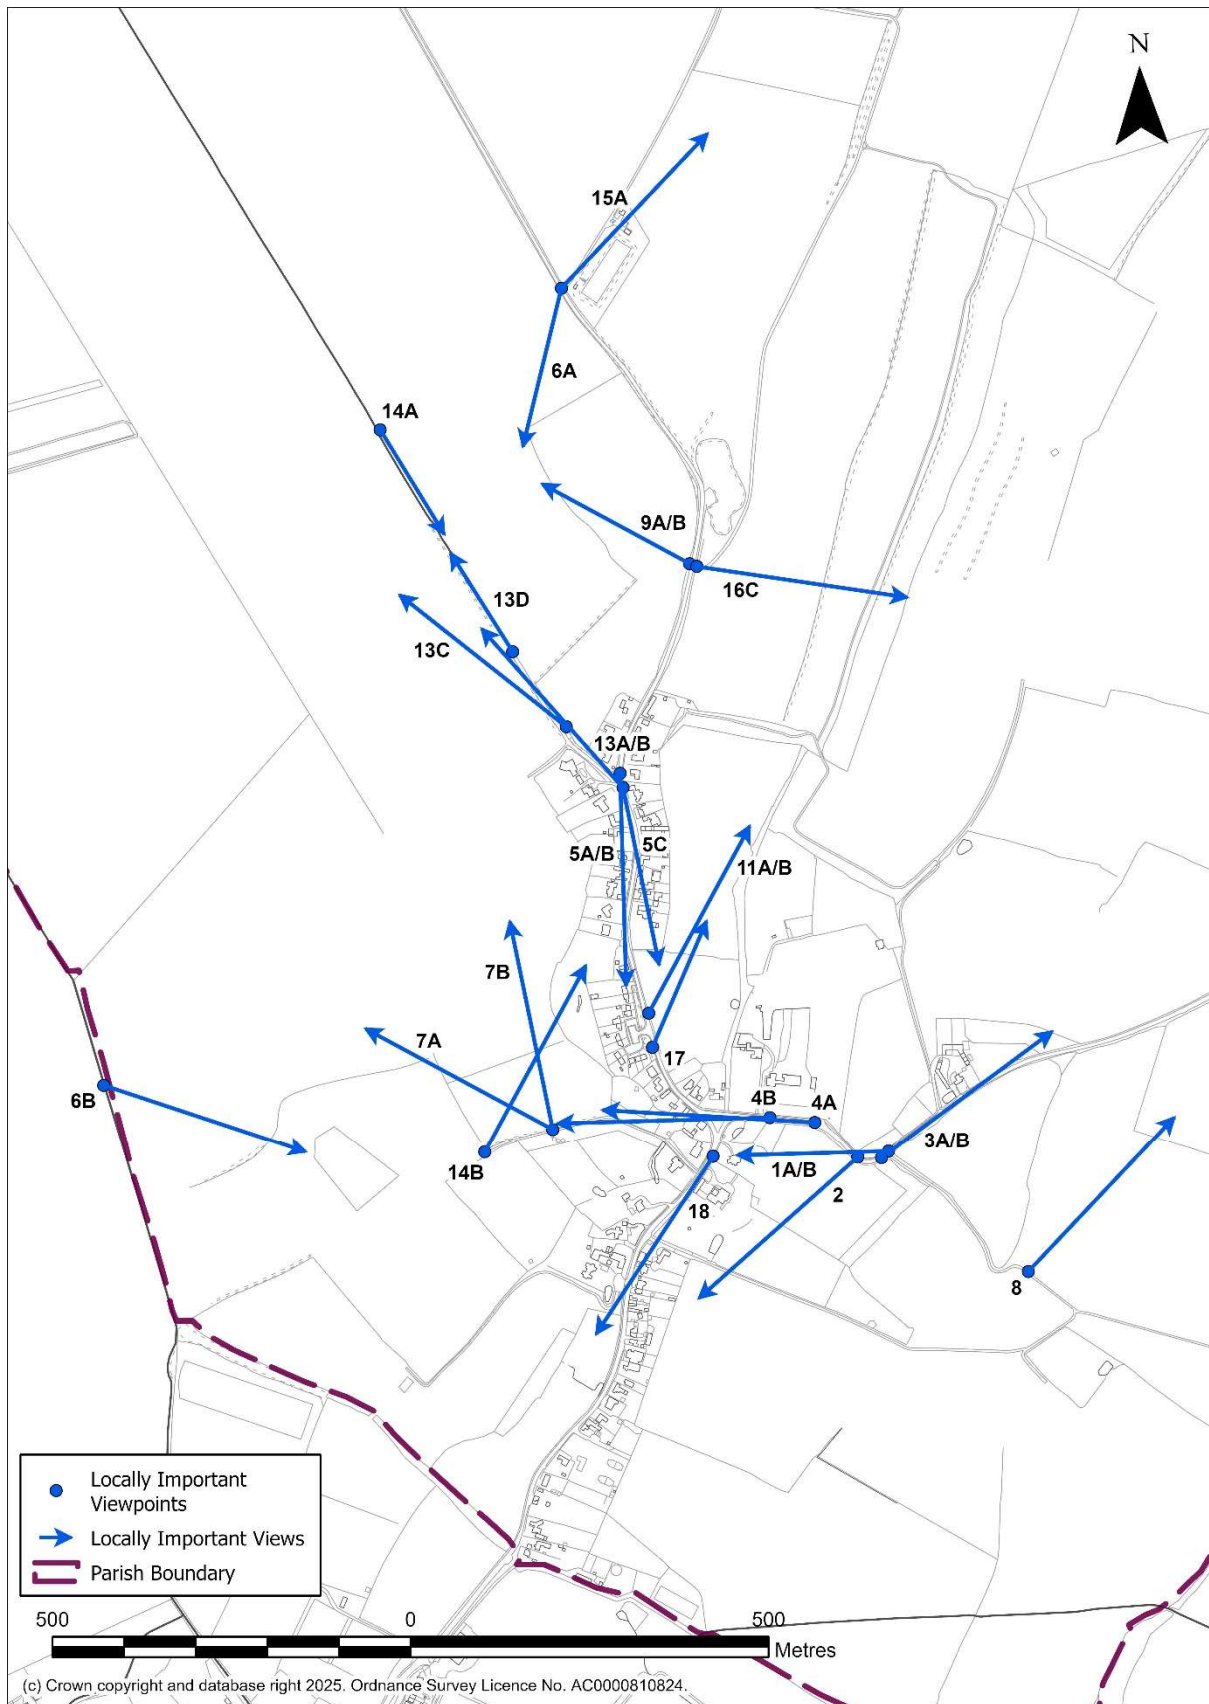 N
15A
6A
14A
9A/B
16C
13D
13C
13A/B
5A/B
5C
11A/B
7B
7A
17
6B
4B
4A
3A/B
1A/B
14B
2
18
8
Locally Important
Viewpoints
Locally Important Views
Parish Boundary
500 0 500
Metres
(c) Crown copyright and database right 2025. Ordnance Survey Licence No. AC0000810824.